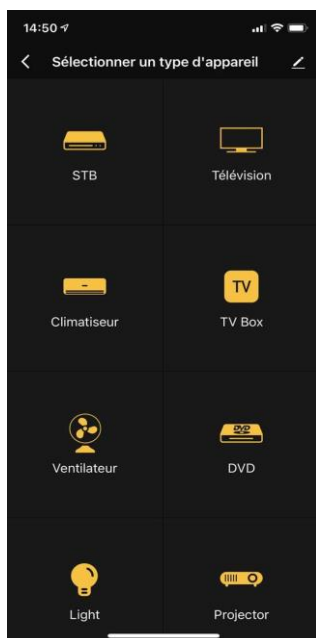 14:50
Sélectionner un type d'appareil
STB
Télévision
TV
Climatiseur
TV Box
DVD
Ventilateur
DVD
Light
Projector